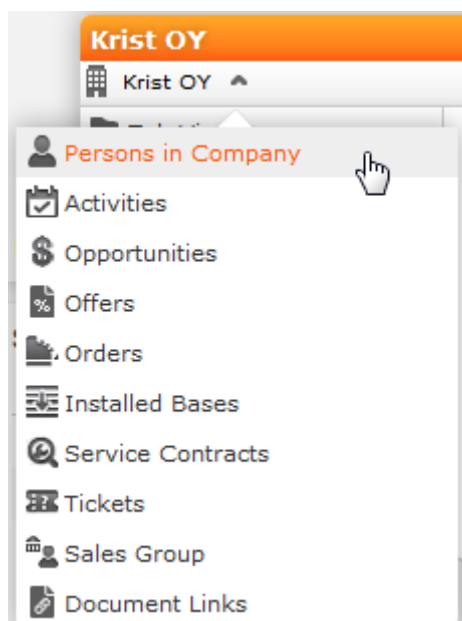 Krist OY
Krist OY
Persons in Company
Activities
Opportunities
Offers
Orders
Installed Bases
Service Contracts
Tickets
Sales Group
Document Links